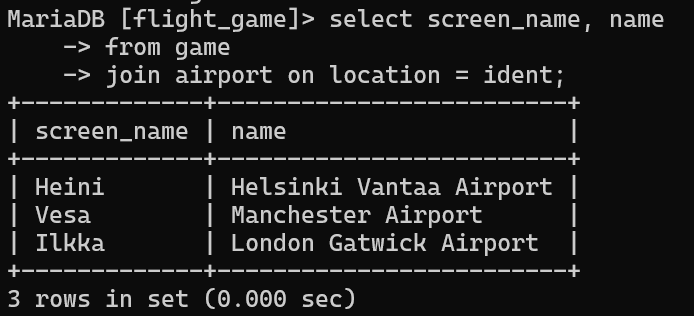 MariaDB [flight_game]> select screen_name, name
    -> from game
    -> join airport on location = ident;
+-------------+--------------------------+
| screen_name | name                     |
+-------------+--------------------------+
| Heini       | Helsinki Vantaa Airport |
| Vesa        | Manchester Airport       |
| Ilkka       | London Gatwick Airport  |
+-------------+--------------------------+
3 rows in set (0.000 sec)